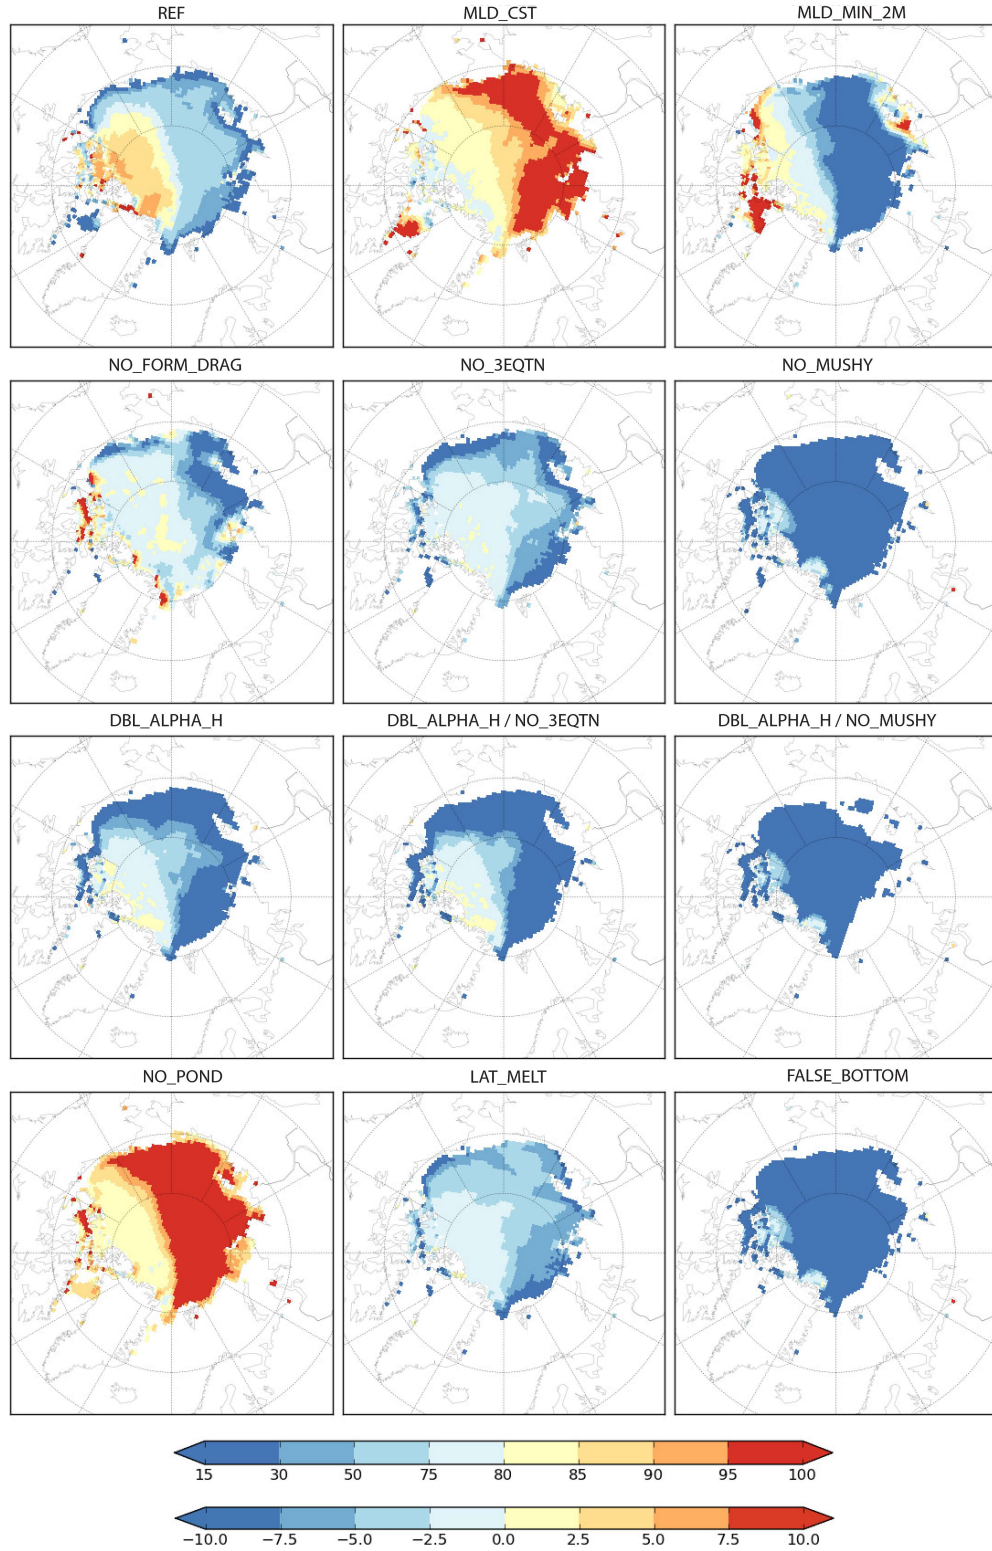 REF MLD_CST MLD_MIN_2M
NO_FORM_DRAG NO_3EQTN NO_MUSHY
DBL_ALPHA_H DBL_ALPHA_H / NO_3EQTN DBL_ALPHA_H / NO_MUSHY
NO_POND LAT_MELT FALSE_BOTTOM
15 30 50 75 80 85 90 95 100
−10.0 −7.5 −5.0 −2.5 0.0 2.5 5.0 7.5 10.0